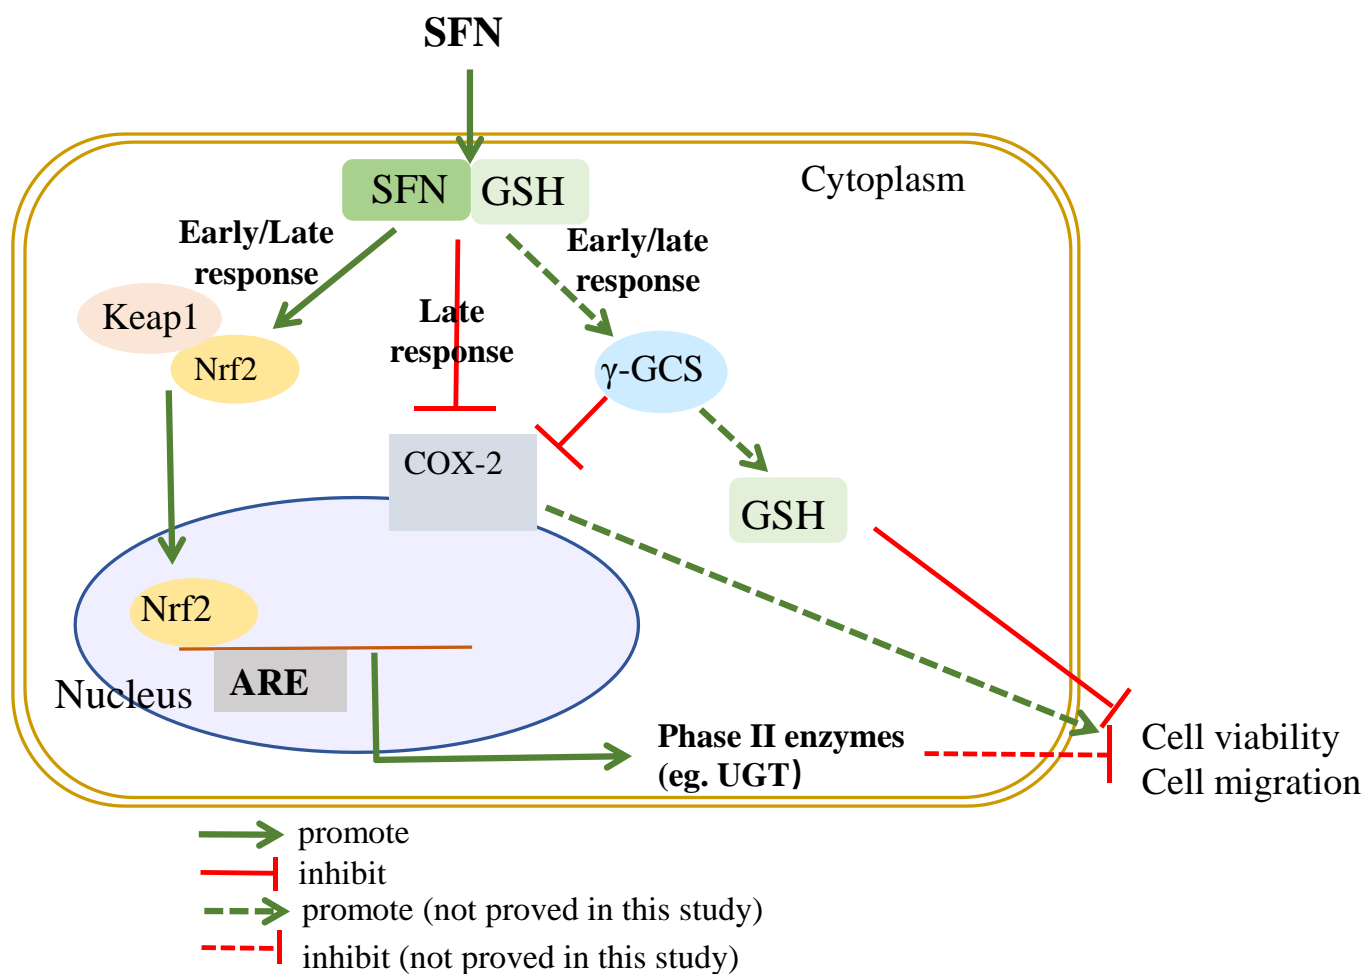 SFN
SFN
GSH
Cytoplasm
Early/Late
response
Early/late
response
Keap1
Nrf2
Late
response
γ-GCS
COX-2
GSH
Nrf2
ARE
Nucleus
Phase II enzymes
(eg. UGT)
Cell viability
Cell migration
promote
inhibit
promote (not proved in this study)
inhibit (not proved in this study)